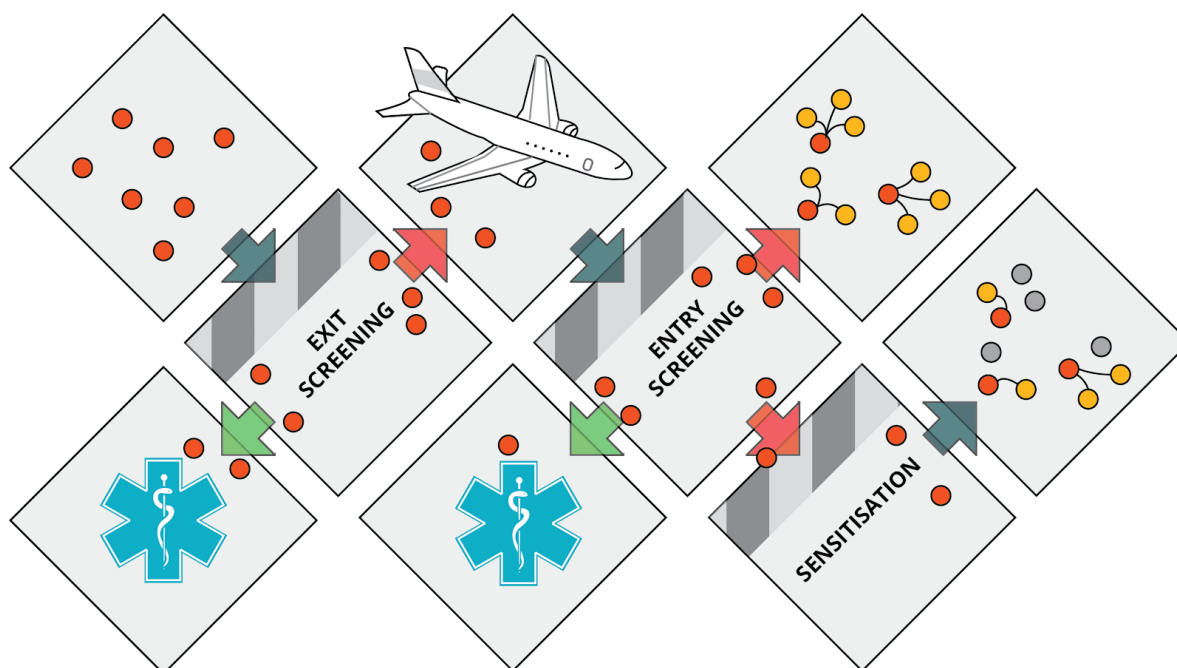 EXIT
SCREENING
ENTRY
SCREENING
SENSITISATION